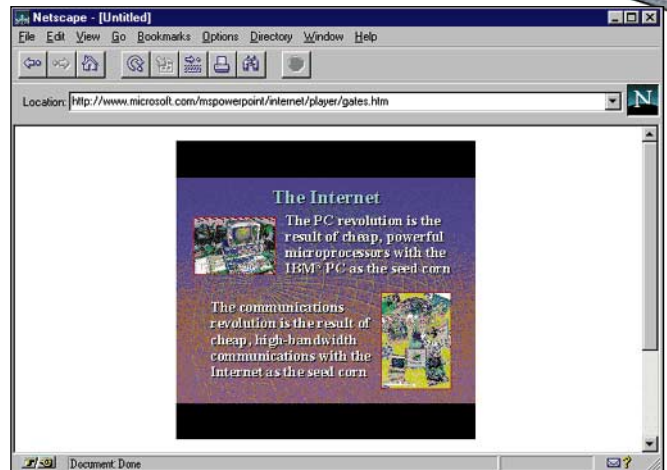 Netscape - [Untitled]
File Edit View Go Bookmarks Options Directory Window Help
Location: http://www.microsoft.com/mspowerpoint/internet/player/gates.htm
N
The Internet
The PC revolution is the
result of cheap, powerful
microprocessors with the
IBM® PC as the seed corn
The communications
revolution is the result of
cheap, high-bandwidth
communications with the
Internet as the seed corn
Document: Done